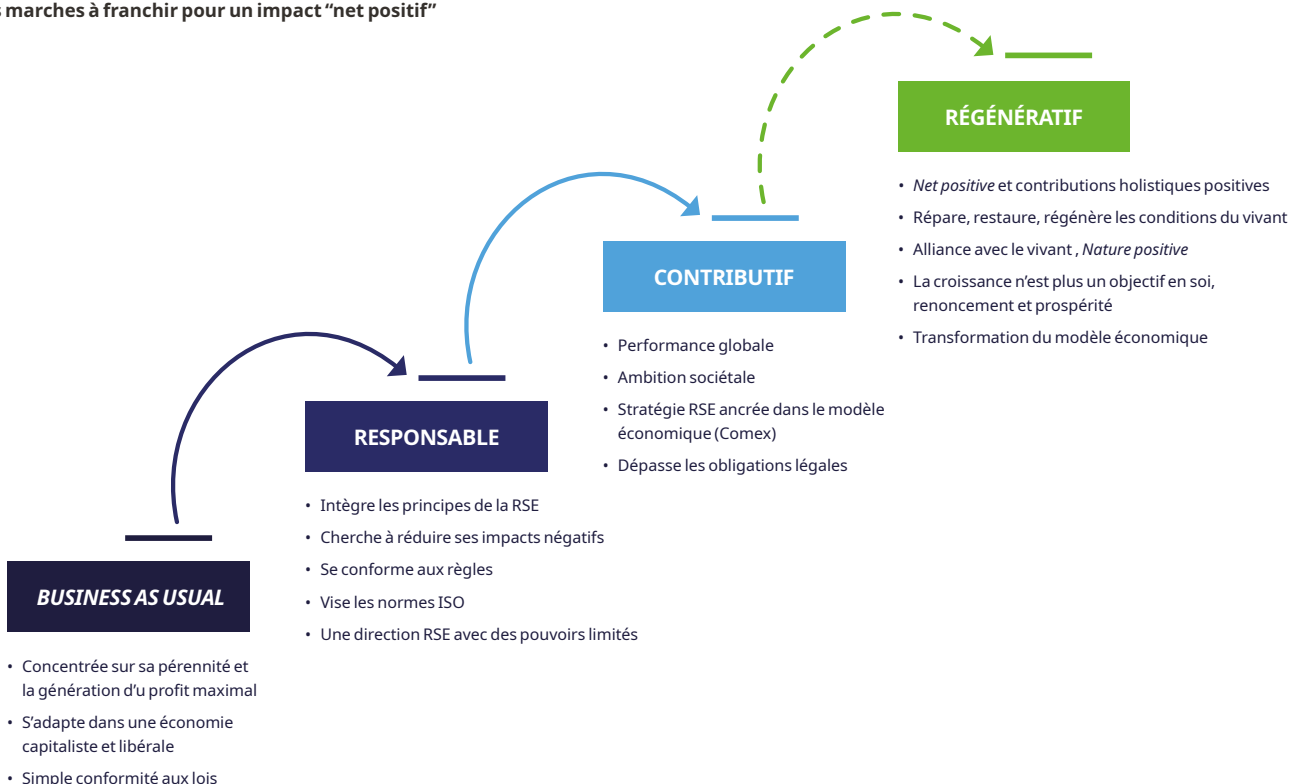 marches à franchir pour un impact “net positif”
RÉGÉNÉRATIF
• Net positive et contributions holistiques positives
• Répare, restaure, régénère les conditions du vivant
• Alliance avec le vivant , Nature positive
• La croissance n’est plus un objectif en soi,
renoncement et prospérité
• Transformation du modèle économique
CONTRIBUTIF
• Performance globale
• Ambition sociétale
• Stratégie RSE ancrée dans le modèle
économique (Comex)
• Dépasse les obligations légales
RESPONSABLE
• Intègre les principes de la RSE
• Cherche à réduire ses impacts négatifs
• Se conforme aux règles
• Vise les normes ISO
• Une direction RSE avec des pouvoirs limités
BUSINESS AS USUAL
• Concentrée sur sa pérennité et
la génération d’u profit maximal
• S’adapte dans une économie
capitaliste et libérale
• Simple conformité aux lois